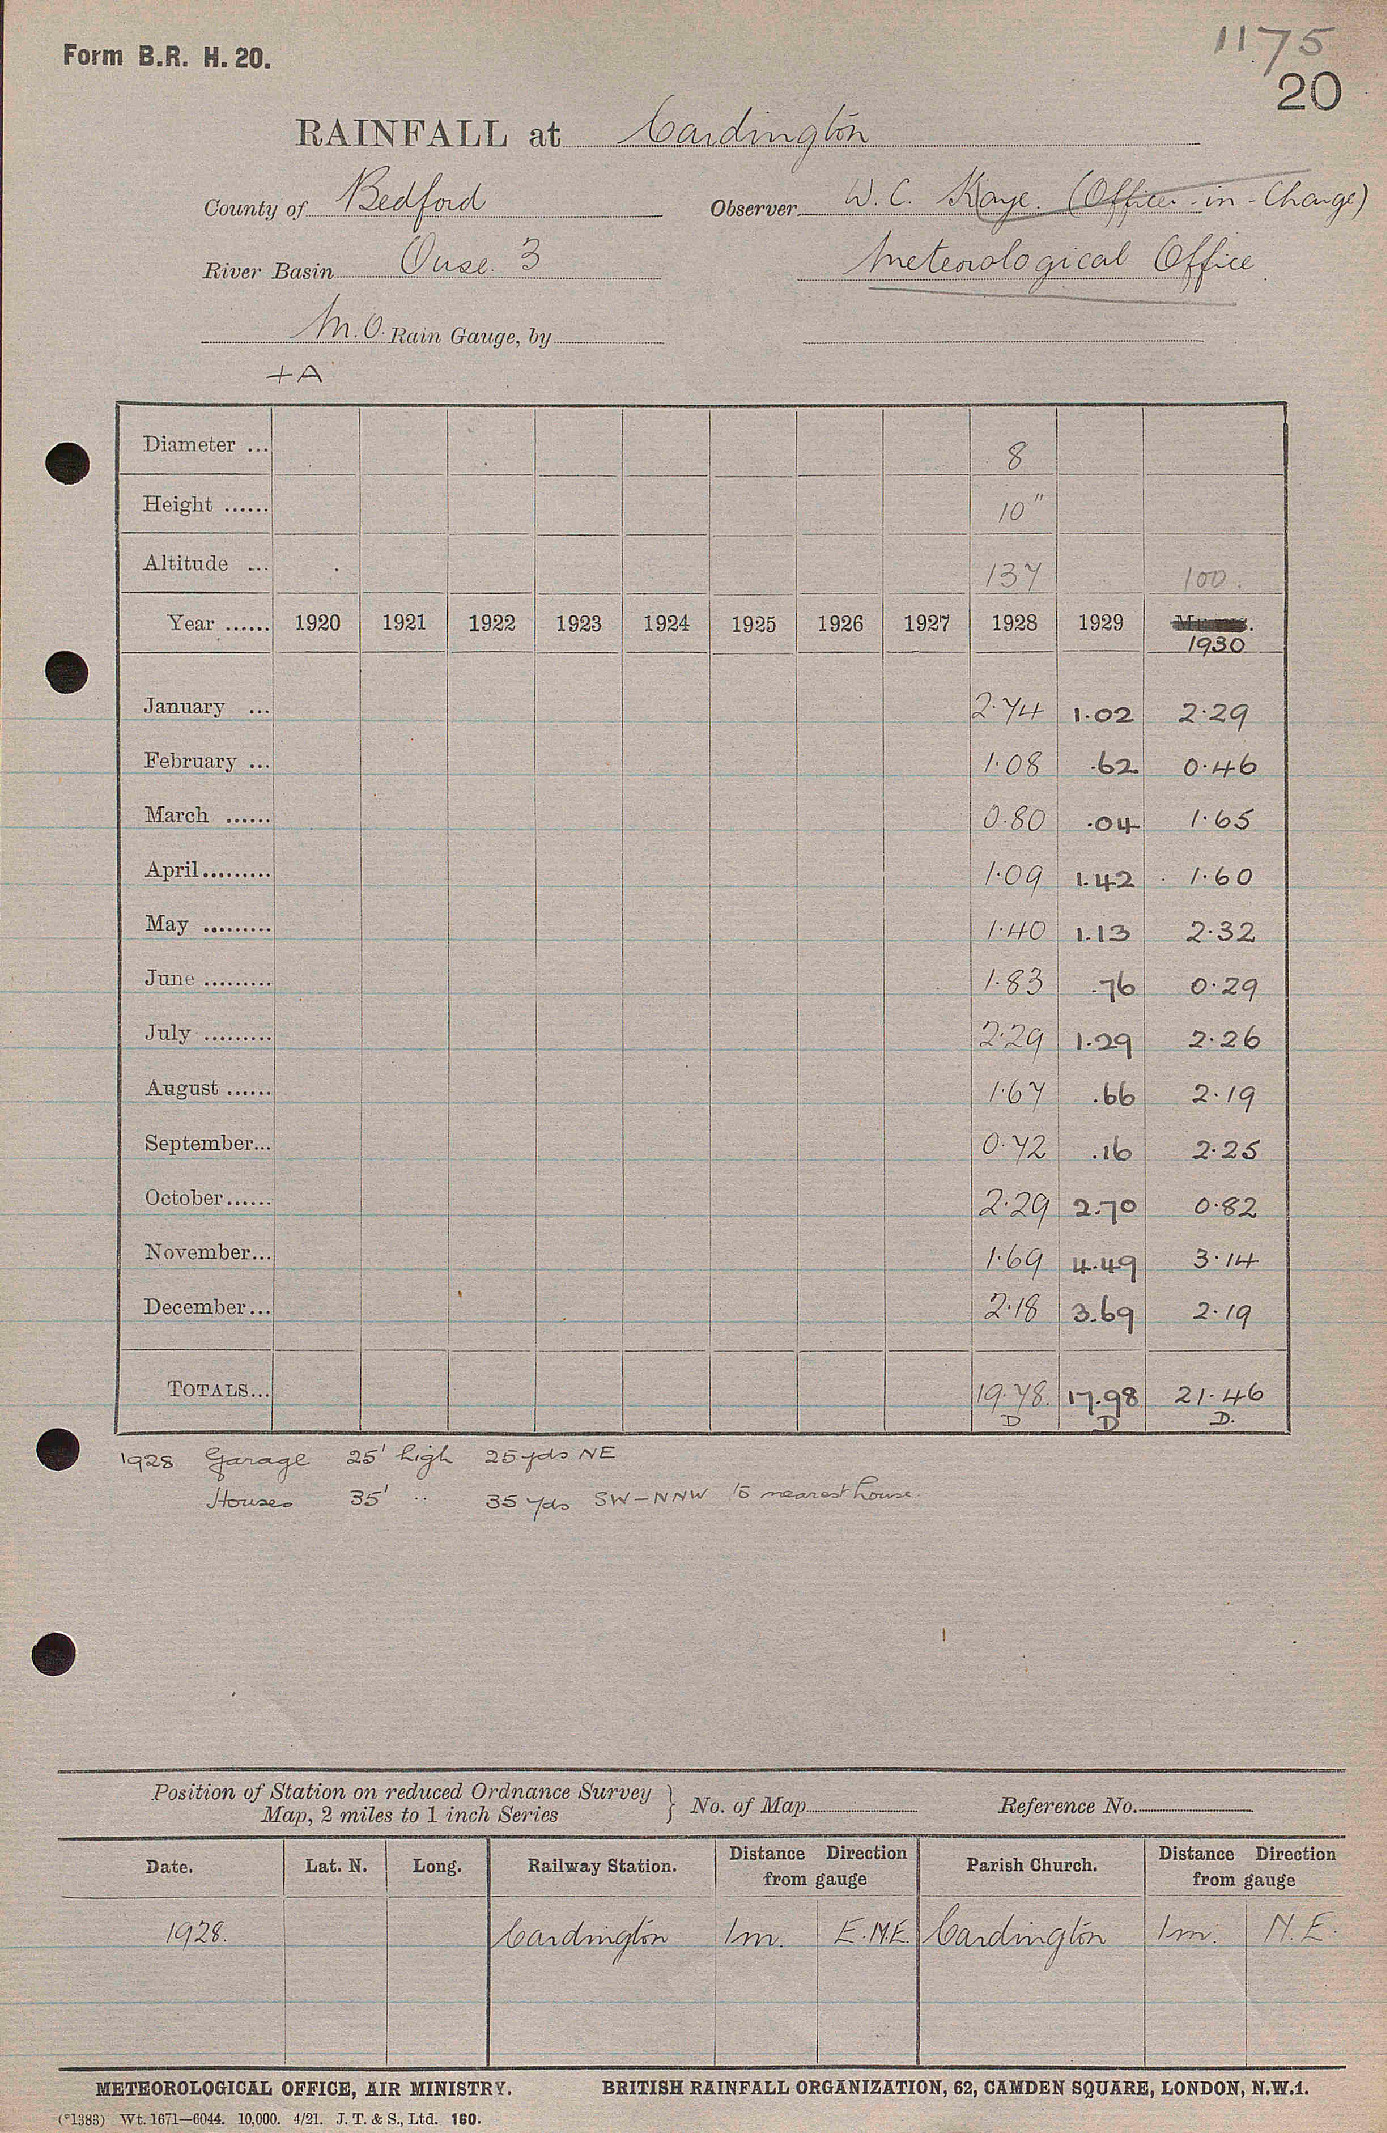 Form B.R. H. 20.
1175
20
RAINFALL at Cardington
County of Bedford Observer W. C. Kaye. (Officer-in-Charge)
River Basin Ouse. 3 Meteorological Office
M.O. Rain Gauge, by
+A
Diameter ... 8
Height ...... 10"
Altitude ... 137 100.
Year ...... 1920 1921 1922 1923 1924 1925 1926 1927 1928 1929
1930
January ... 2.74 1.02 2.29
February ... 1.08 .62 0.46
March ...... 0.80 .04 1.65
April......... 1.09 1.42 1.60
May ......... 1.40 1.13 2.32
June ......... 1.83 .76 0.29
July ......... 2.29 1.29 2.26
August ...... 1.67 .66 2.19
September... 0.72 .16 2.25
October...... 2.29 2.70 0.82
November... 1.69 4.49 3.14
December... 2.18 3.69 2.19
TOTALS... 19.78. 17.98 21.46
D D D.
1928 Garage 25' high 25 yds NE
Houses 35' " 35 yds SW-NNW to nearest house.
Position of Station on reduced Ordnance Survey
Map, 2 miles to 1 inch Series } No. of Map Reference No.
Date. Lat. N. Long. Railway Station. Distance Direction from gauge Parish Church. Distance Direction from gauge
1928. Cardington 1m. E.N.E. Cardington 1m. N.E.
METEOROLOGICAL OFFICE, AIR MINISTRY. BRITISH RAINFALL ORGANIZATION, 62, CAMDEN SQUARE, LONDON, N.W.1.
(*1383) Wt. 1671—6044. 10,000. 4/21. J. T. & S., Ltd. 160.